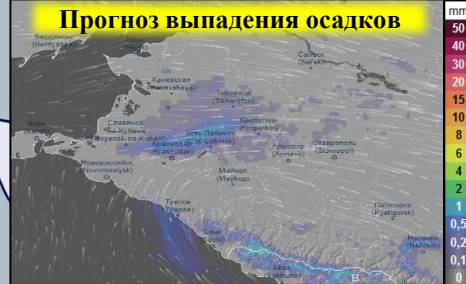 Прогноз выпадения осадков
mm
50
40
30
20
15
10
8
6
4
2
1
0,5
0,2
0,1
0
Сальск
(Sal'sk)
Каневская
(Kanevskaya)
Тихорецк
(Tikhoretsk)
Славянск-
на-Кубани
(Slavyansk-na-Kubani)
Кропоткин
(Kropotkin)
Усть-Лабинск
(Ust'-Labinsk)
Краснодар
(Krasnodar)
Армавир
(Armavir)
Ставрополь
(Stavropol)
Новороссийск
(Novorossiysk)
Майкоп
(Maykop)
Туапсе
(Tuapse)
Пятигорск
(Pyatigorsk)
Сочи
(Sochi)
Нальчик
(Nalchik)
(Sukhumi)